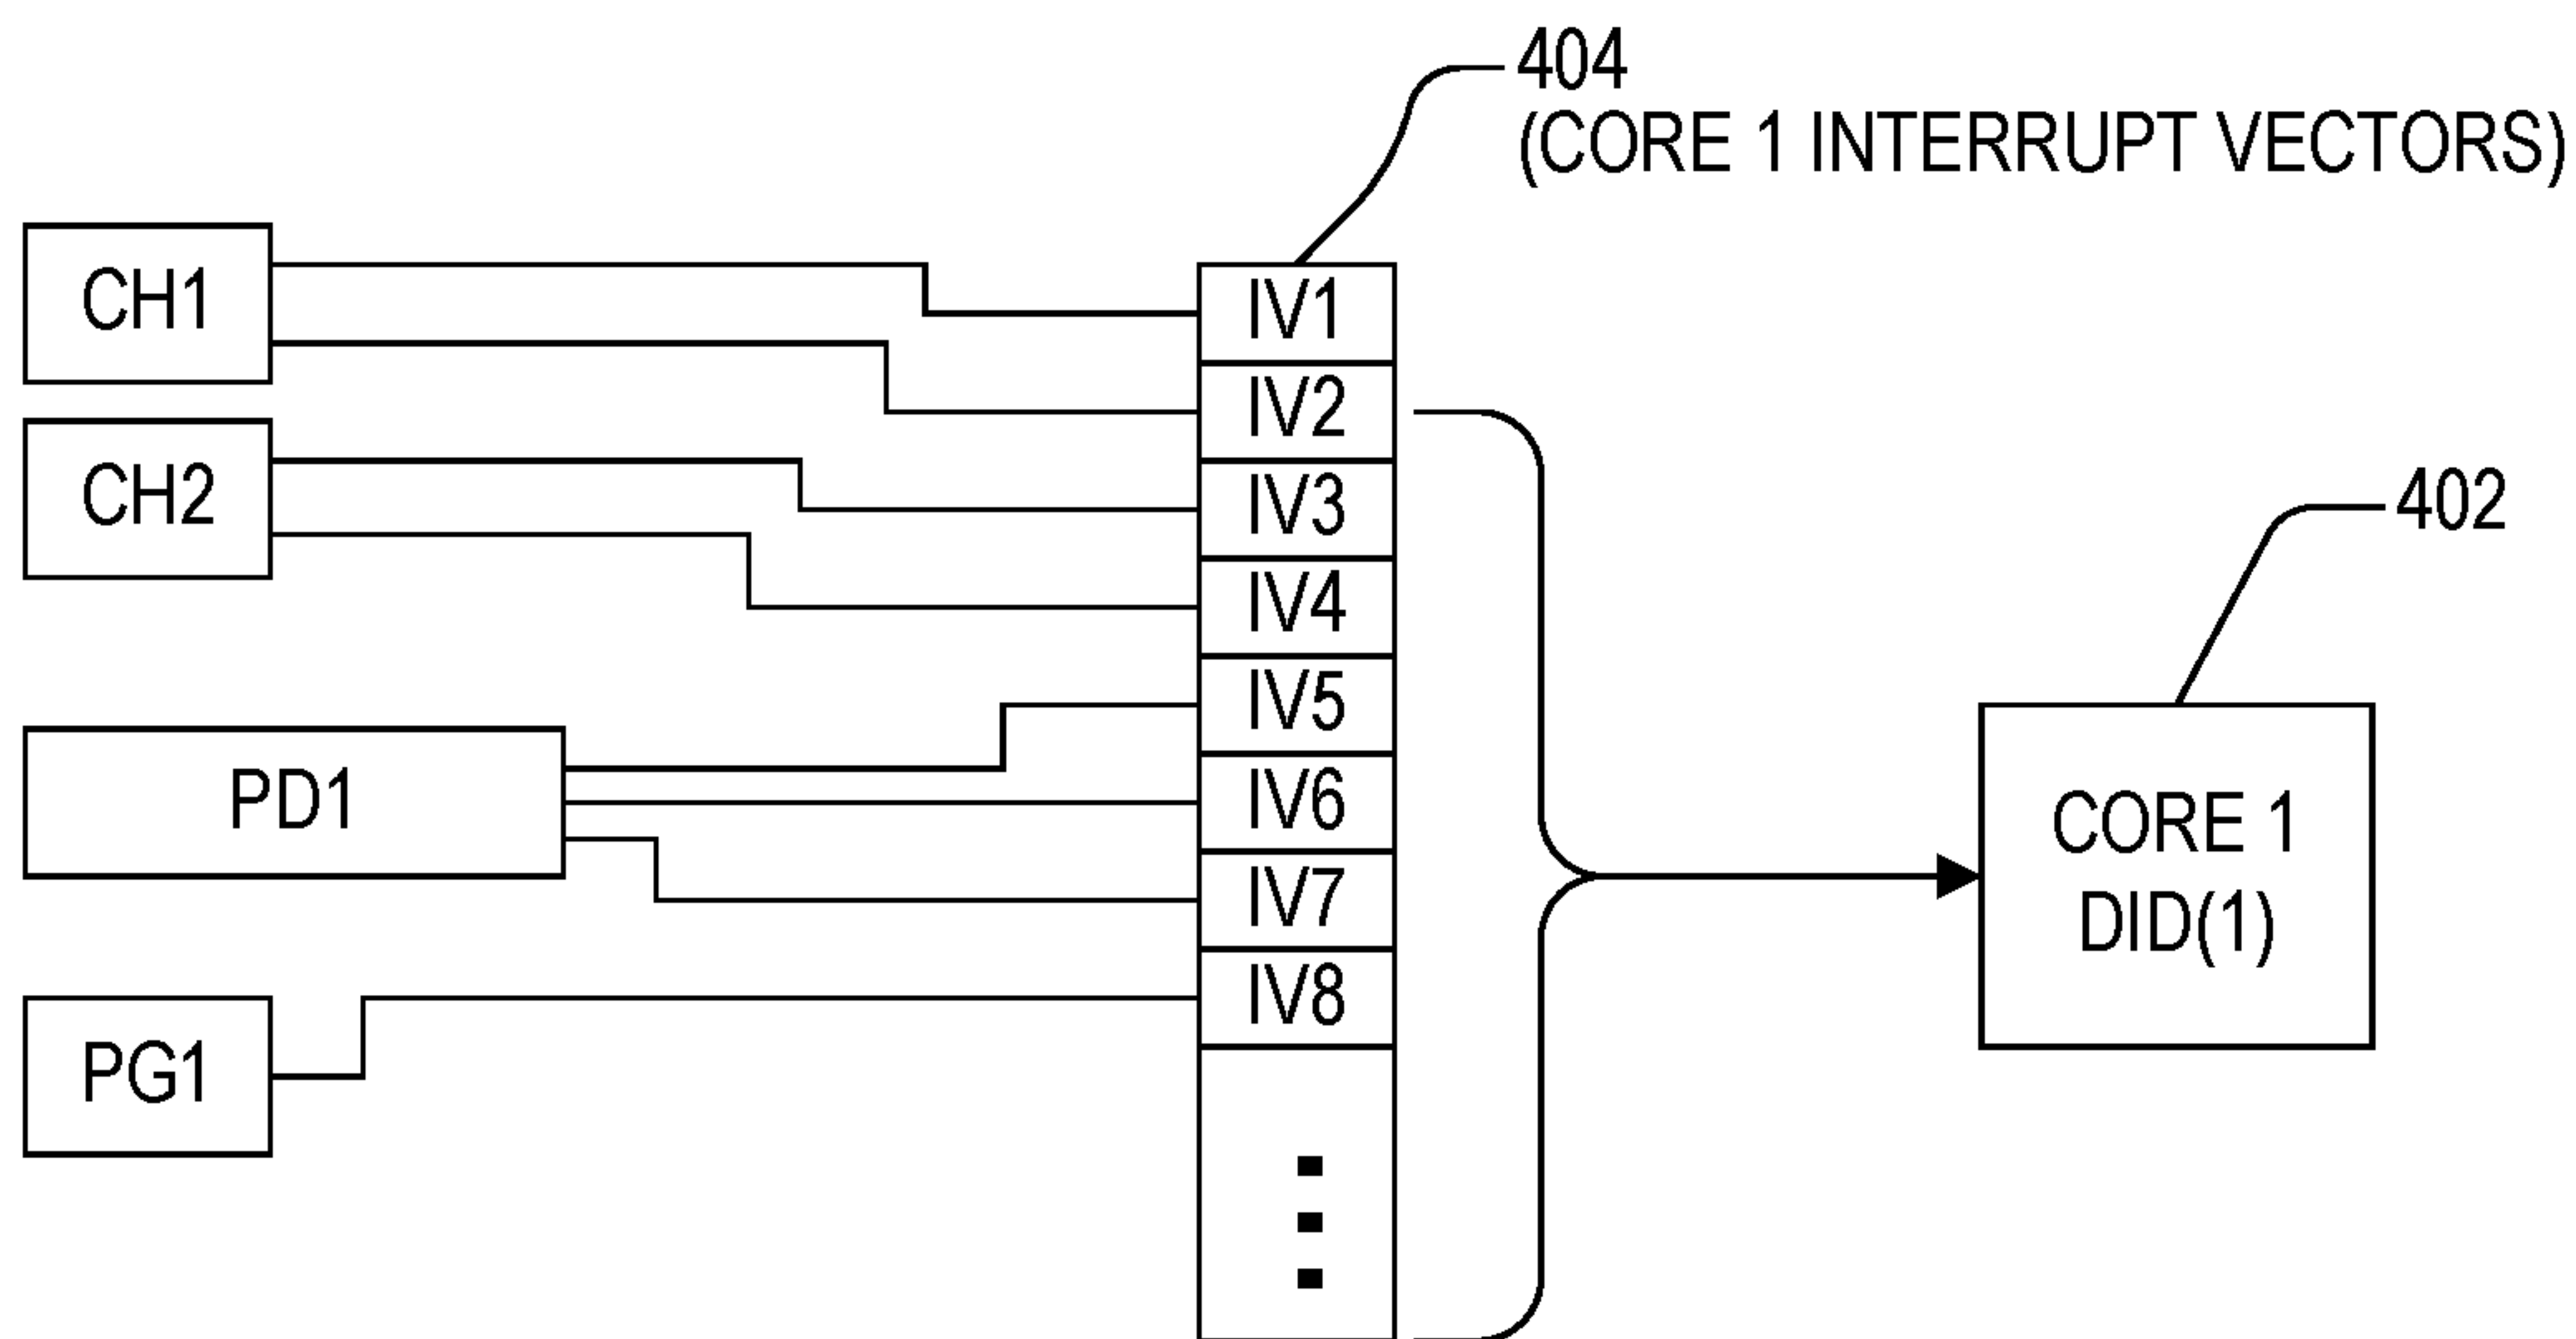 404
(CORE 1 INTERRUPT VECTORS)
CH1
CH2
PD1
PG1
IV1
IV2
IV3
IV4
IV5
IV6
IV7
IV8
402
CORE 1
DID(1)